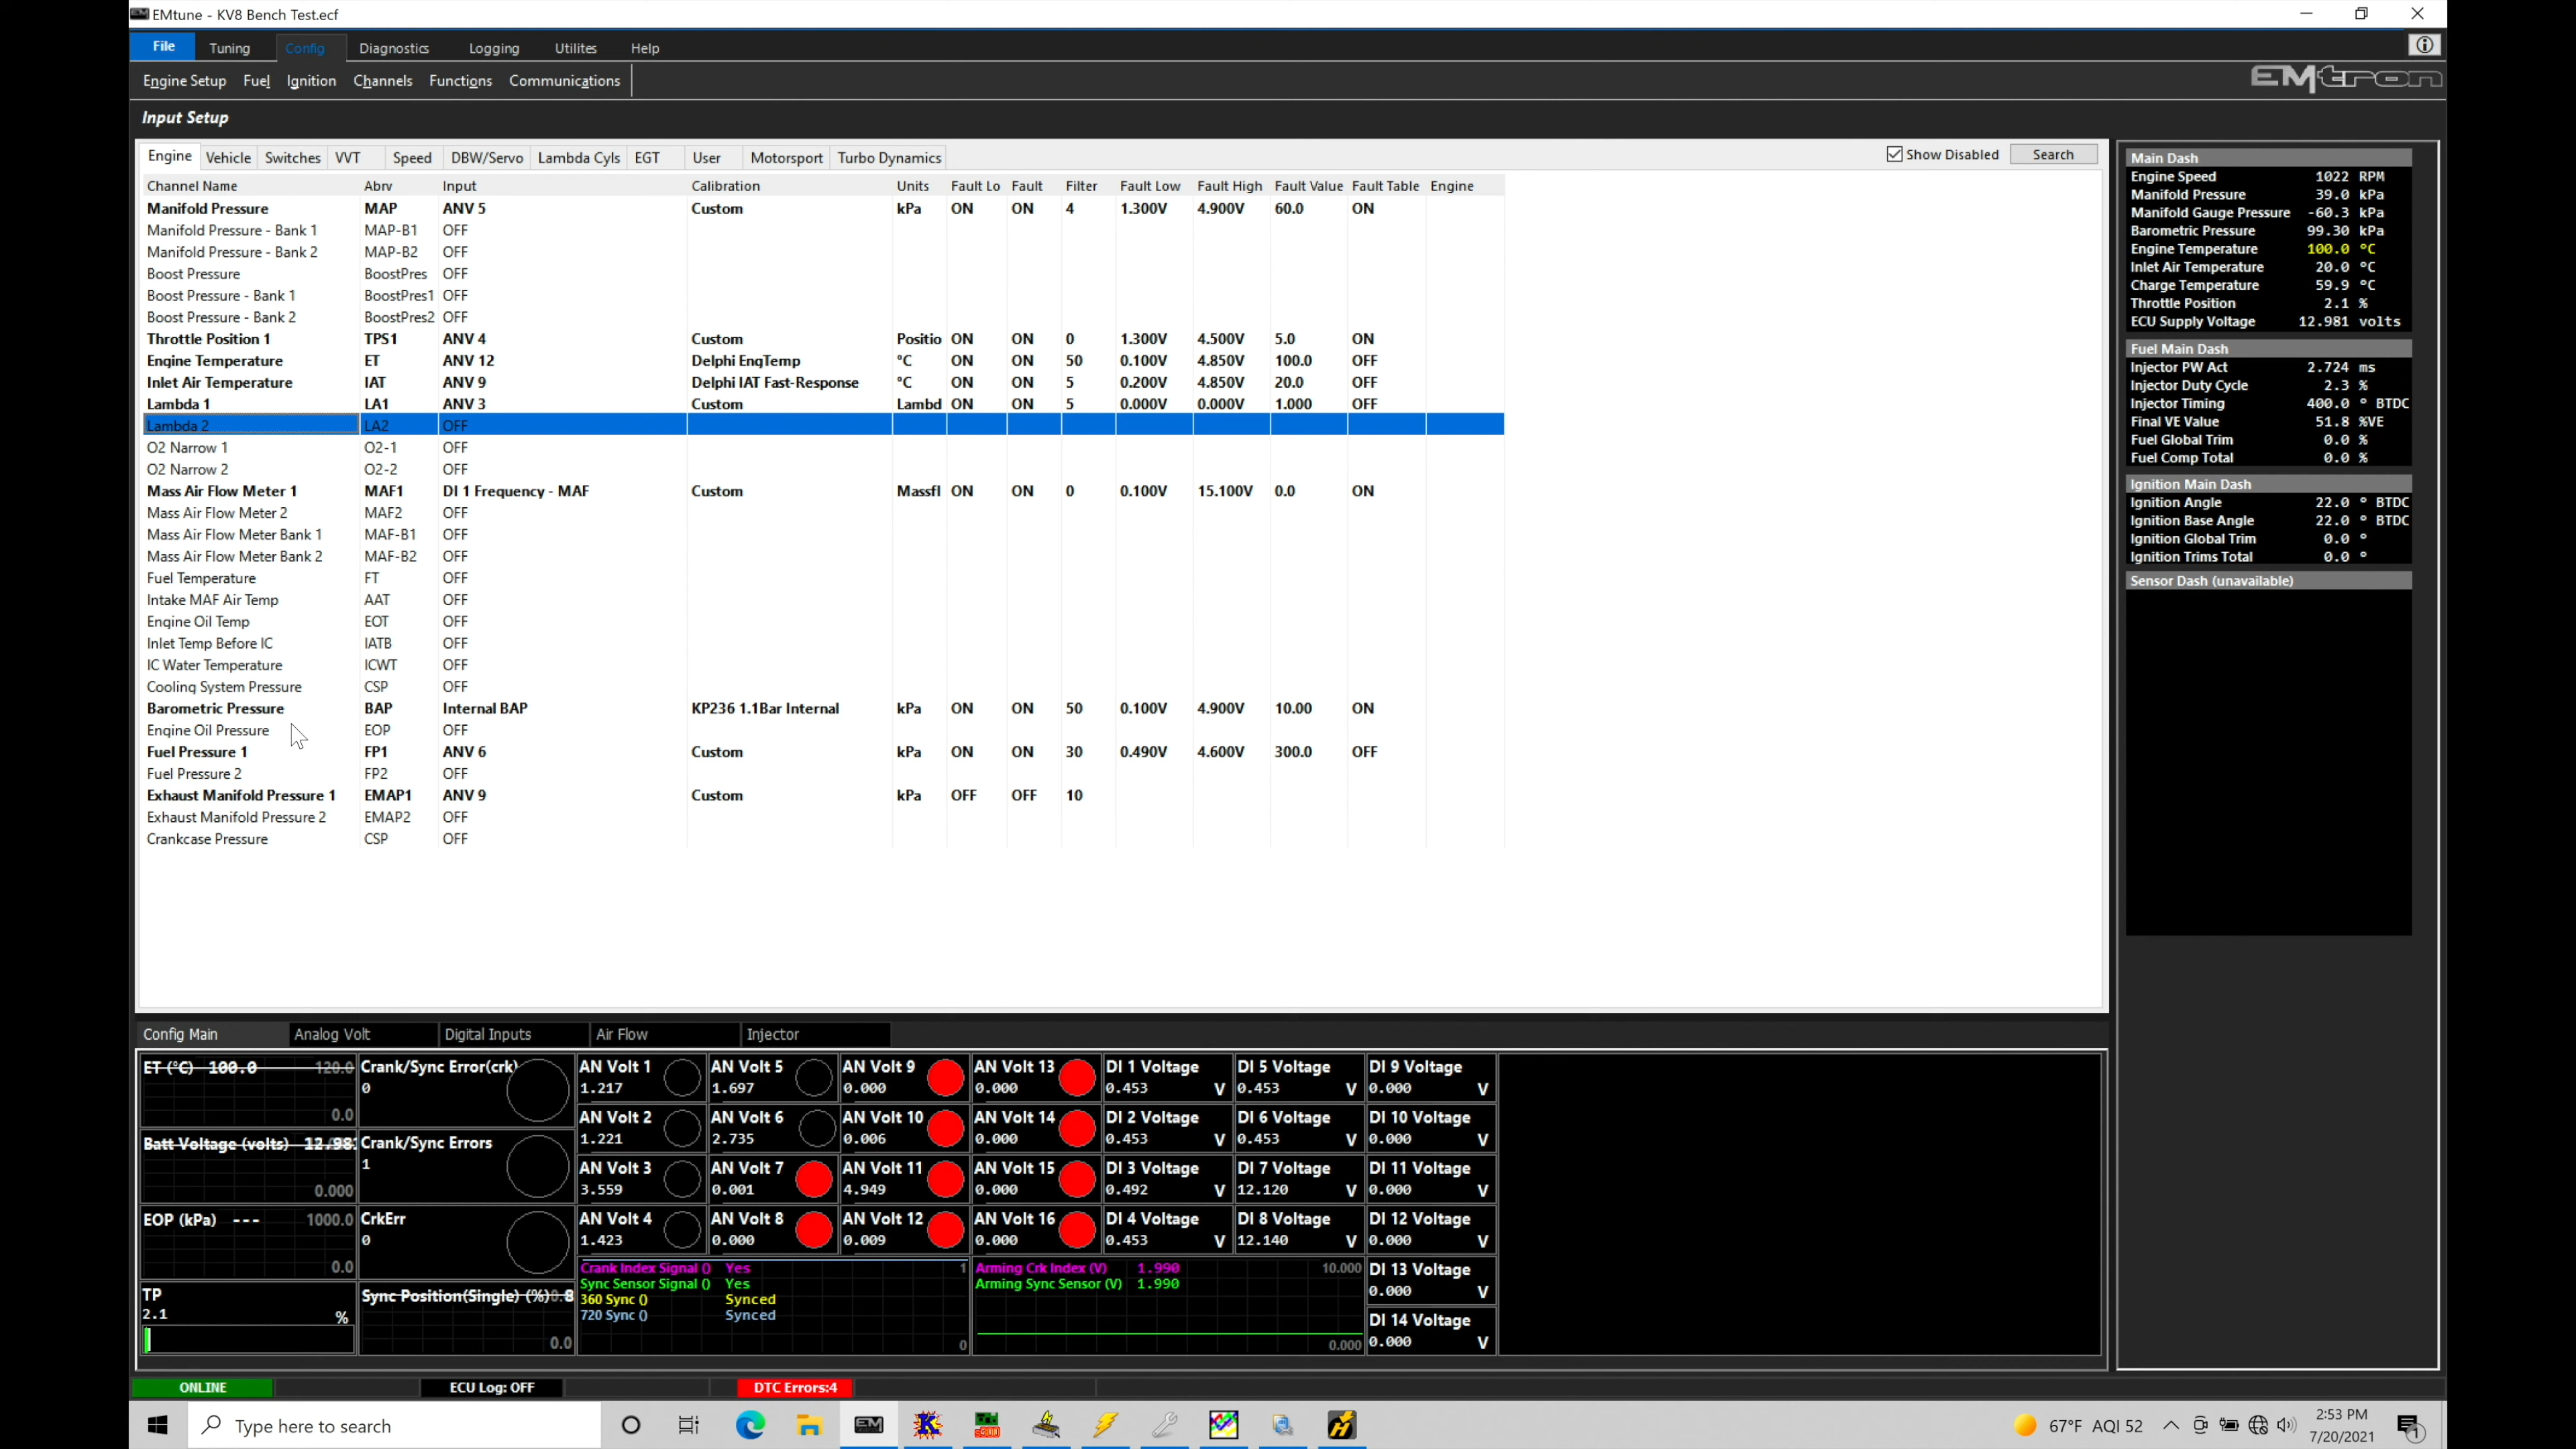 EMtune - KV8 Bench Test.ecf
File Tuning Config Diagnostics Logging Utilites Help
Engine Setup Fuel Ignition Channels Functions Communications
EMtron
Input Setup
Engine Vehicle Switches VVT Speed DBW/Servo Lambda Cyls EGT User Motorsport Turbo Dynamics Show Disabled Search
Channel Name Abrv Input Calibration Units Fault Lo Fault Filter Fault Low Fault High Fault Value Fault Table Engine
Manifold Pressure MAP ANV 5 Custom kPa ON ON 4 1.300V 4.900V 60.0 ON
Manifold Pressure - Bank 1 MAP-B1 OFF
Manifold Pressure - Bank 2 MAP-B2 OFF
Boost Pressure BoostPres OFF
Boost Pressure - Bank 1 BoostPres1 OFF
Boost Pressure - Bank 2 BoostPres2 OFF
Throttle Position 1 TPS1 ANV 4 Custom Positio ON ON 0 1.300V 4.500V 5.0 ON
Engine Temperature ET ANV 12 Delphi EngTemp °C ON ON 50 0.100V 4.850V 100.0 OFF
Inlet Air Temperature IAT ANV 9 Delphi IAT Fast-Response °C ON ON 5 0.200V 4.850V 20.0 OFF
Lambda 1 LA1 ANV 3 Custom Lambd ON ON 5 0.000V 0.000V 1.000 OFF
Lambda 2 LA2 OFF
O2 Narrow 1 O2-1 OFF
O2 Narrow 2 O2-2 OFF
Mass Air Flow Meter 1 MAF1 DI 1 Frequency - MAF Custom Massfl ON ON 0 0.100V 15.100V 0.0 ON
Mass Air Flow Meter 2 MAF2 OFF
Mass Air Flow Meter Bank 1 MAF-B1 OFF
Mass Air Flow Meter Bank 2 MAF-B2 OFF
Fuel Temperature FT OFF
Intake MAF Air Temp AAT OFF
Engine Oil Temp EOT OFF
Inlet Temp Before IC IATB OFF
IC Water Temperature ICWT OFF
Cooling System Pressure CSP OFF
Barometric Pressure BAP Internal BAP KP236 1.1Bar Internal kPa ON ON 50 0.100V 4.900V 10.00 ON
Engine Oil Pressure EOP OFF
Fuel Pressure 1 FP1 ANV 6 Custom kPa ON ON 30 0.490V 4.600V 300.0 OFF
Fuel Pressure 2 FP2 OFF
Exhaust Manifold Pressure 1 EMAP1 ANV 9 Custom kPa OFF OFF 10
Exhaust Manifold Pressure 2 EMAP2 OFF
Crankcase Pressure CSP OFF
Main Dash
Engine Speed 1022 RPM
Manifold Pressure 39.0 kPa
Manifold Gauge Pressure -60.3 kPa
Barometric Pressure 99.30 kPa
Engine Temperature 100.0 °C
Inlet Air Temperature 20.0 °C
Charge Temperature 59.9 °C
Throttle Position 2.1 %
ECU Supply Voltage 12.981 volts
Fuel Main Dash
Injector PW Act 2.724 ms
Injector Duty Cycle 2.3 %
Injector Timing 400.0 ° BTDC
Final VE Value 51.8 %VE
Fuel Global Trim 0.0 %
Fuel Comp Total 0.0 %
Ignition Main Dash
Ignition Angle 22.0 ° BTDC
Ignition Base Angle 22.0 ° BTDC
Ignition Global Trim 0.0 °
Ignition Trims Total 0.0 °
Sensor Dash (unavailable)
Config Main Analog Volt Digital Inputs Air Flow Injector
ET (°C) 100.0 120.0
0.0
Batt Voltage (volts) 12.981
0.000
EOP (kPa) --- 1000.0
0.0
TP
2.1 %
Crank/Sync Error(crk)
0
Crank/Sync Errors
1
CrkErr
0
Sync Position(Single) (%)
0.0
AN Volt 1 AN Volt 5 AN Volt 9 AN Volt 13 DI 1 Voltage DI 5 Voltage DI 9 Voltage
1.217 1.697 0.000 0.000 0.453 V 0.453 V 0.000 V
AN Volt 2 AN Volt 6 AN Volt 10 AN Volt 14 DI 2 Voltage DI 6 Voltage DI 10 Voltage
1.221 2.735 0.006 0.000 0.453 V 0.453 V 0.000 V
AN Volt 3 AN Volt 7 AN Volt 11 AN Volt 15 DI 3 Voltage DI 7 Voltage DI 11 Voltage
3.559 0.001 4.949 0.000 0.492 V 12.120 V 0.000 V
AN Volt 4 AN Volt 8 AN Volt 12 AN Volt 16 DI 4 Voltage DI 8 Voltage DI 12 Voltage
1.423 0.000 0.009 0.000 0.453 V 12.140 V 0.000 V
Crank Index Signal () Yes 1
Sync Sensor Signal () Yes
360 Sync () Synced
720 Sync () Synced
0
Arming Crk Index (V) 1.990 10.000
Arming Sync Sensor (V) 1.990
0.000
DI 13 Voltage
0.000 V
DI 14 Voltage
0.000 V
ONLINE ECU Log: OFF DTC Errors:4
Type here to search
EM
K
67°F AQI 52
2:53 PM
7/20/2021
1